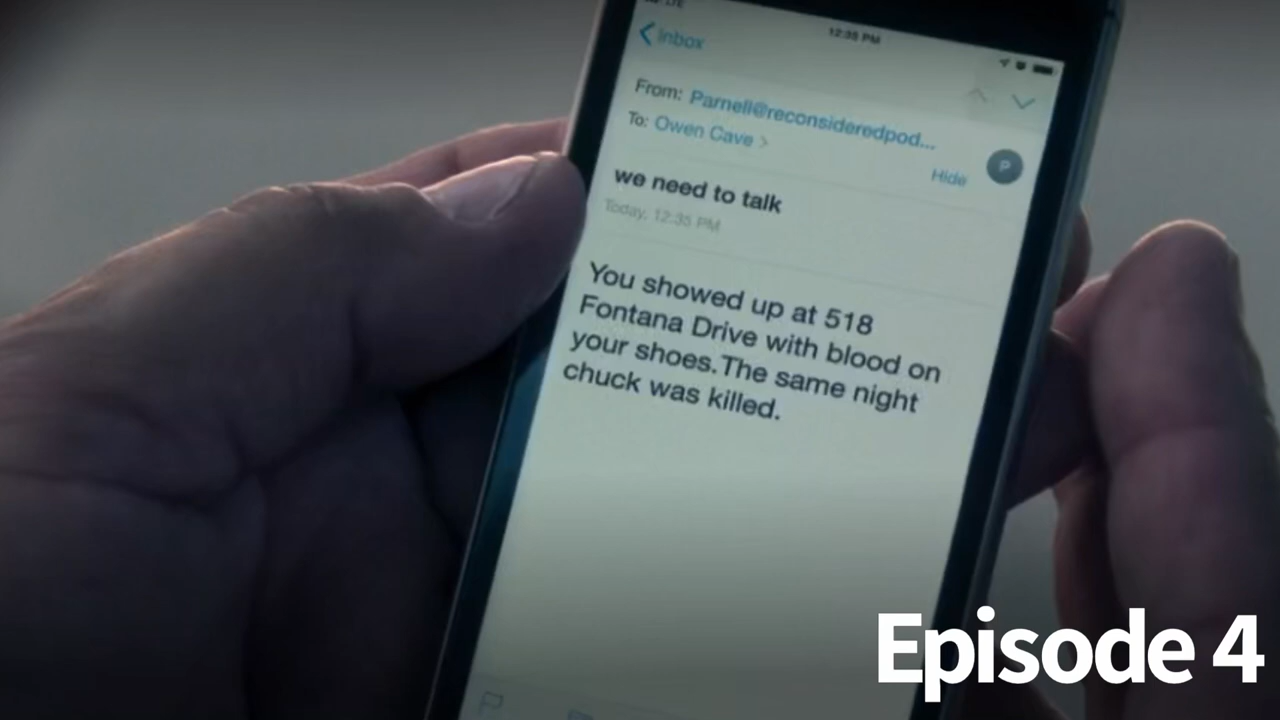 LTE
12:35 PM
Inbox
From: Parnell@reconsideredpod...
To: Owen Cave >
P
Hide
we need to talk
Today, 12:35 PM
You showed up at 518
Fontana Drive with blood on
your shoes.The same night
chuck was killed.
Episode 4